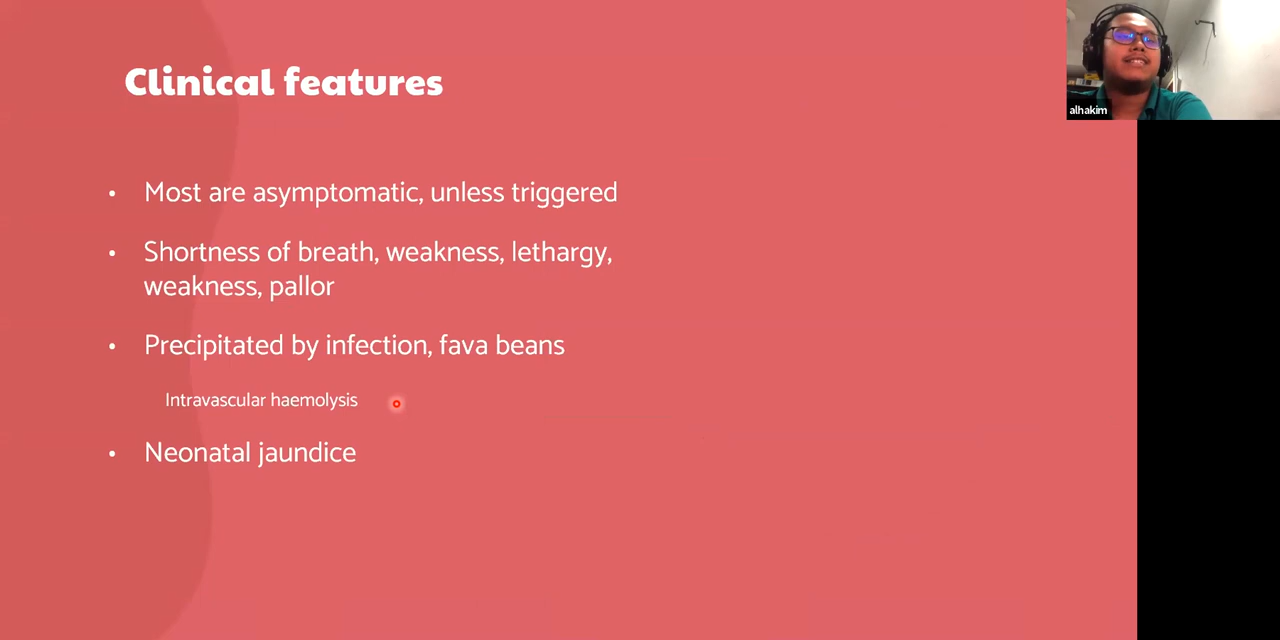 Clinical features
• Most are asymptomatic, unless triggered
• Shortness of breath, weakness, lethargy,
weakness, pallor
• Precipitated by infection, fava beans
Intravascular haemolysis
• Neonatal jaundice
alhakim